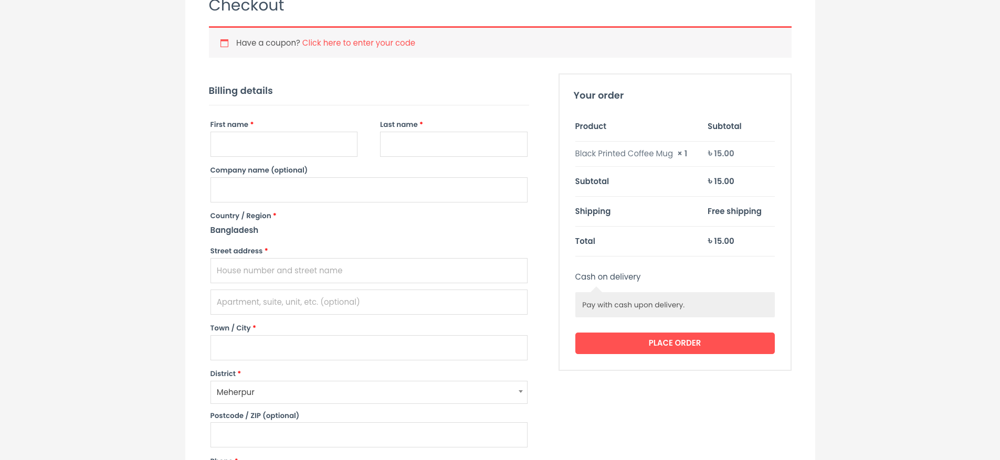 Checkout
Have a coupon? Click here to enter your code
Billing details
First name *
Last name *
Company name (optional)
Country / Region *
Bangladesh
Street address *
House number and street name
Apartment, suite, unit, etc. (optional)
Town / City *
District *
Meherpur
Postcode / ZIP (optional)
Phone *
Your order
Product Subtotal
Black Printed Coffee Mug × 1 ৳ 15.00
Subtotal ৳ 15.00
Shipping Free shipping
Total ৳ 15.00
Cash on delivery
Pay with cash upon delivery.
PLACE ORDER